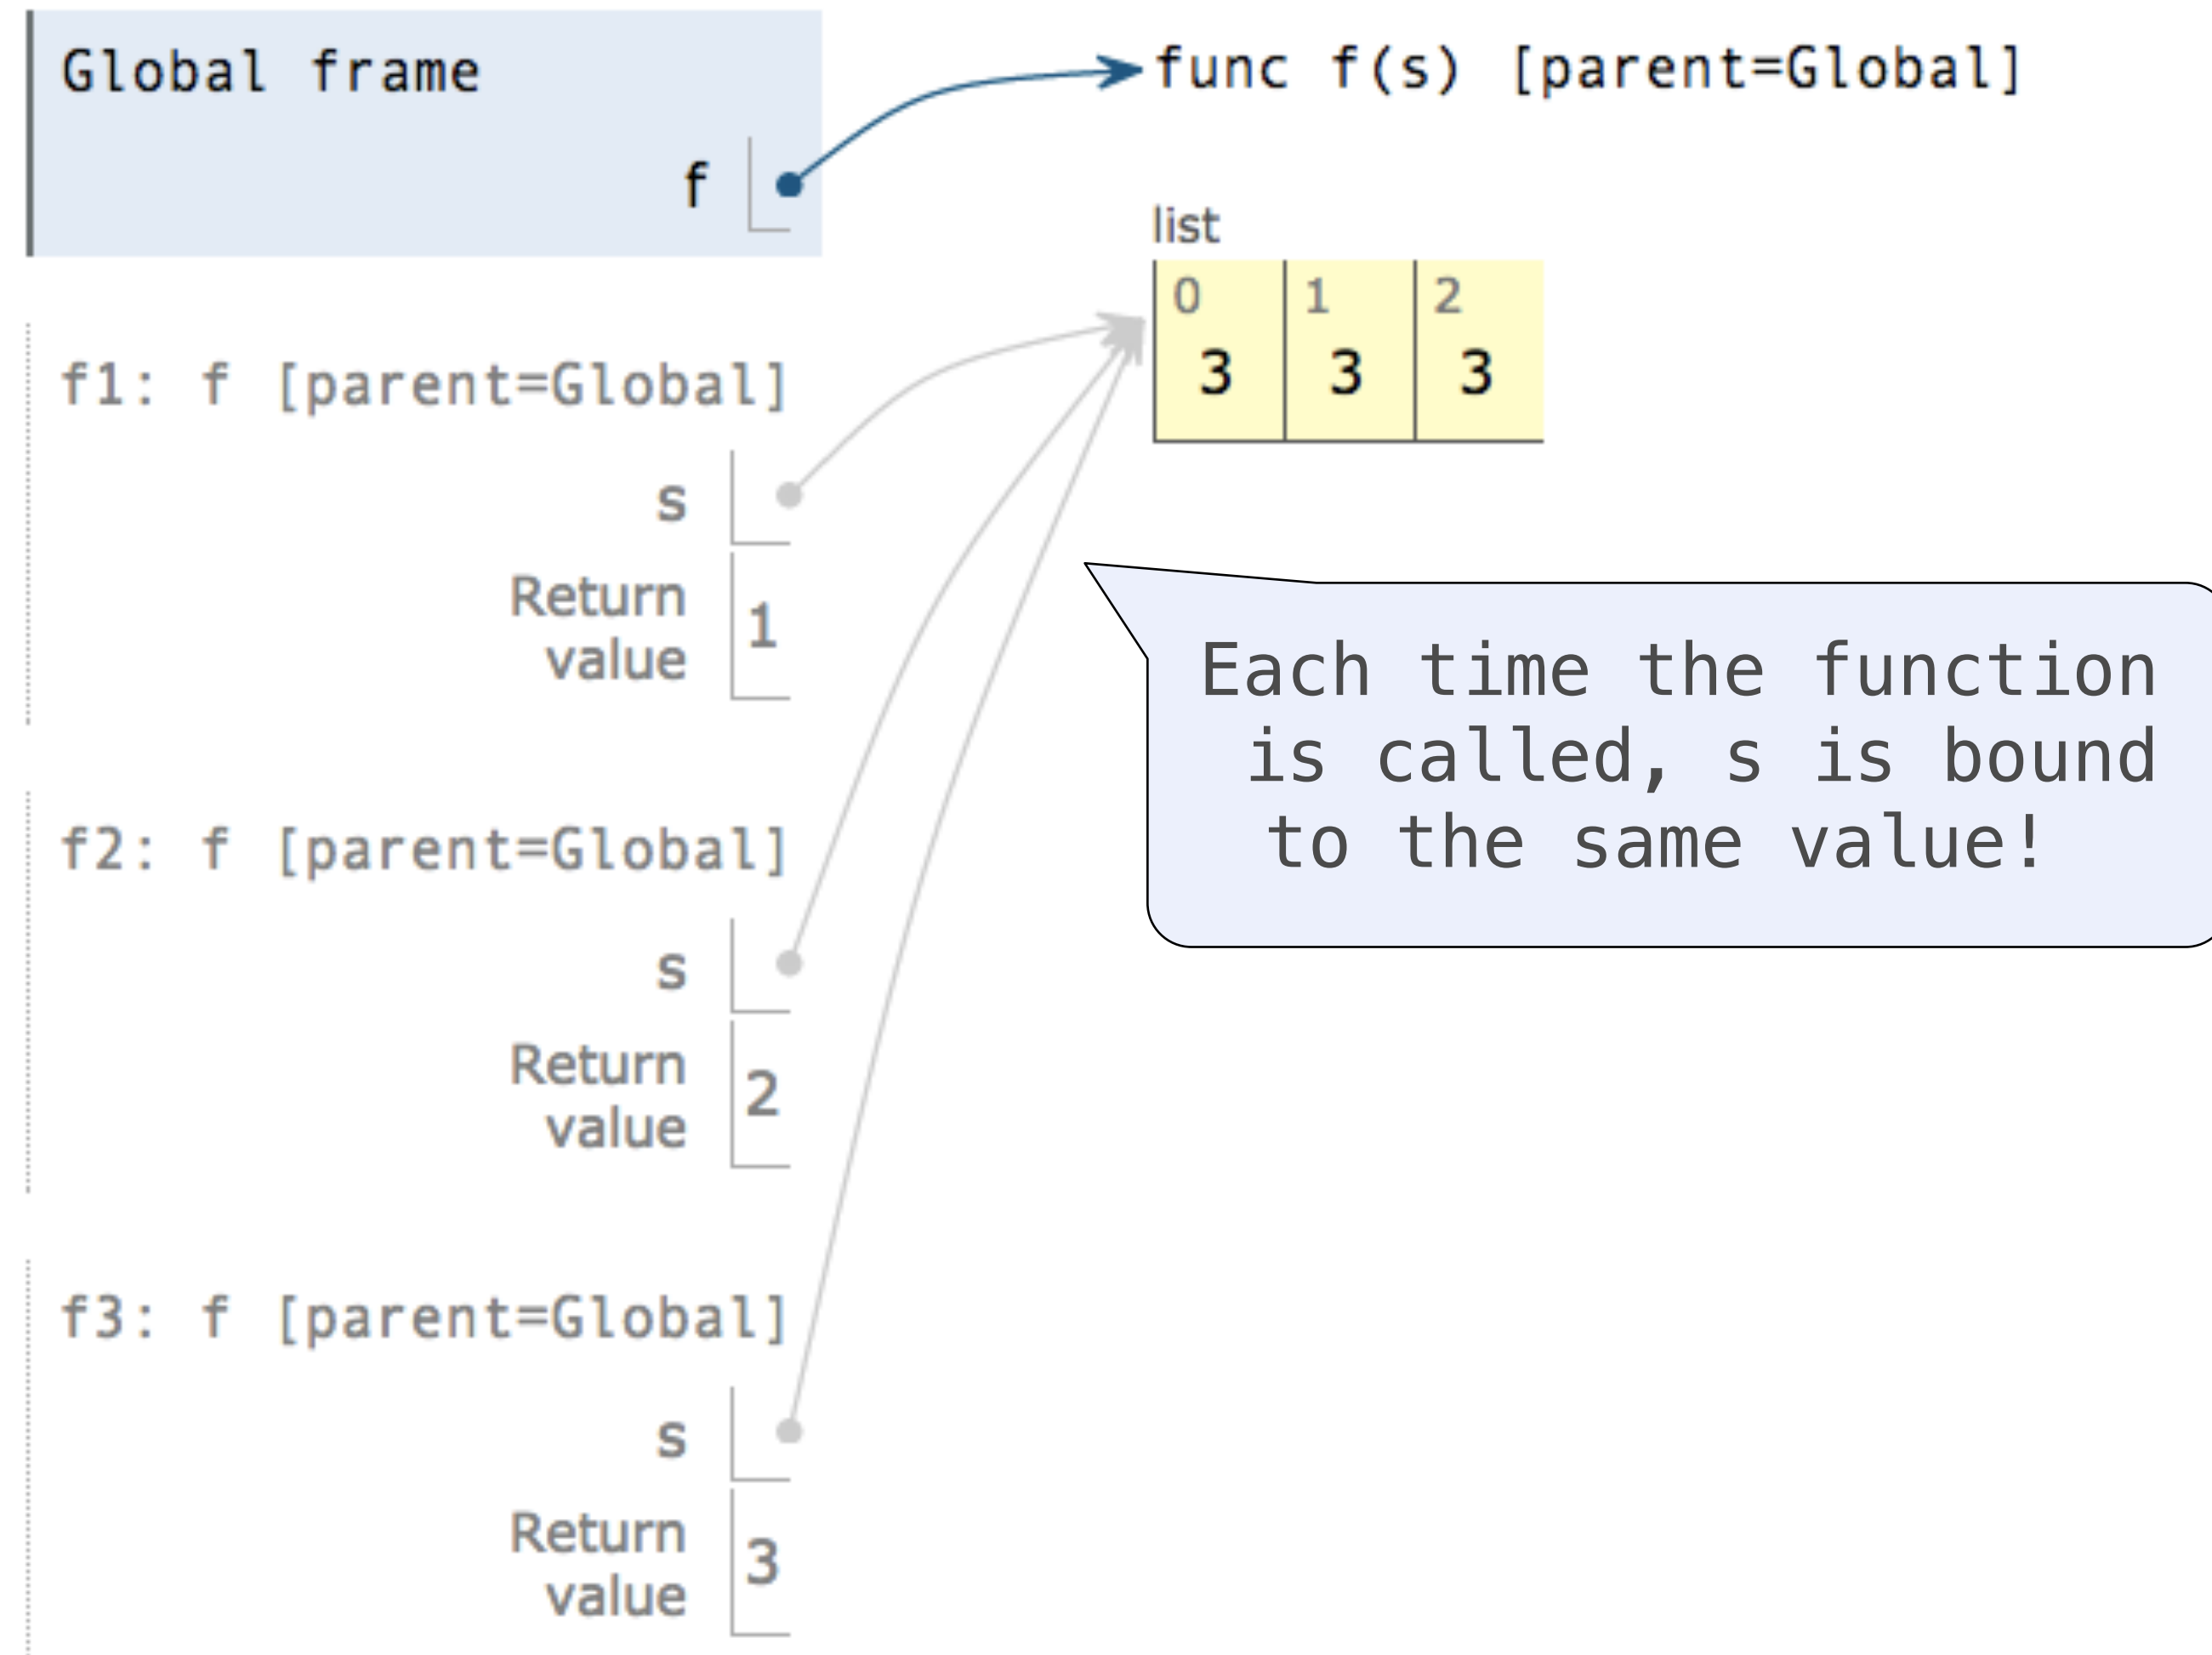 Global frame
f
func f(s) [parent=Global]
list
0 1 2
3 3 3
f1: f [parent=Global]
s
Return
value
1
Each time the function
is called, s is bound
to the same value!
f2: f [parent=Global]
s
Return
value
2
f3: f [parent=Global]
s
Return
value
3